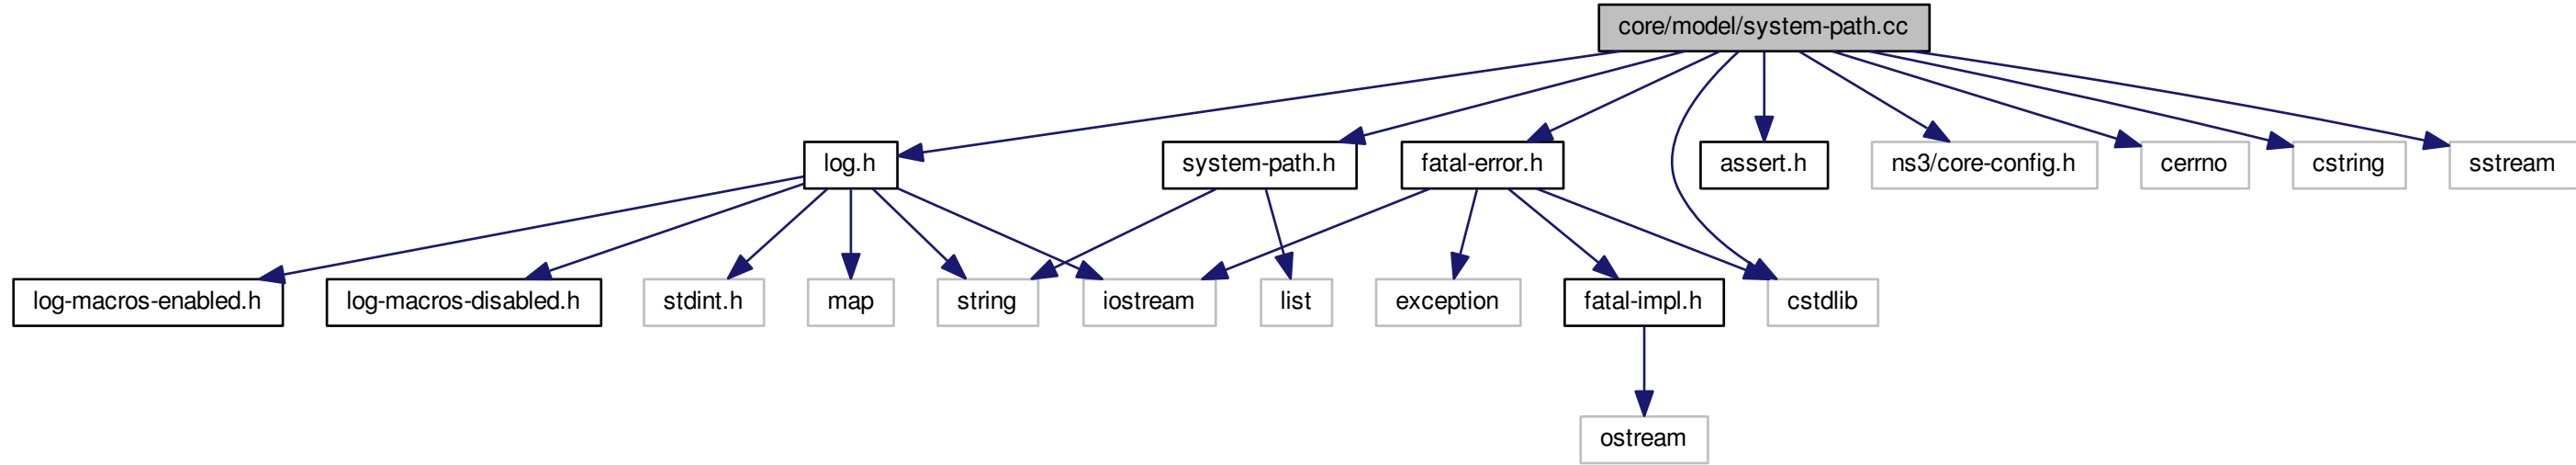 core/model/system-path.cc
log.h
system-path.h
fatal-error.h
assert.h
ns3/core-config.h
cerrno
cstring
sstream
log-macros-enabled.h
log-macros-disabled.h
stdint.h
map
string
iostream
list
exception
fatal-impl.h
cstdlib
ostream